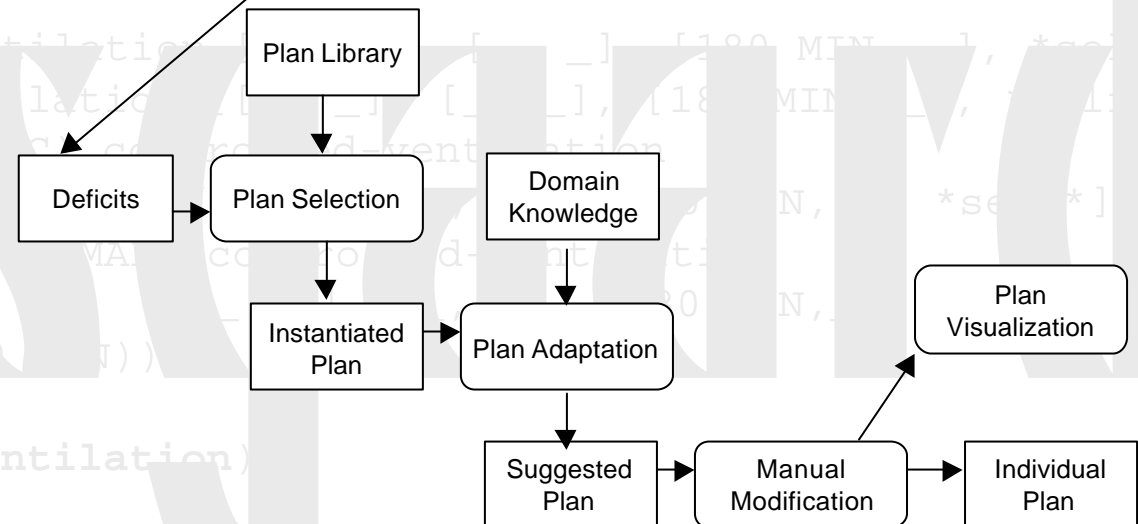 Plan Library
Deficits
Plan Selection
Domain
Knowledge
Instantiated
Plan
Plan Adaptation
Plan
Visualization
Suggested
Plan
Manual
Modification
Individual
Plan
ntilation)